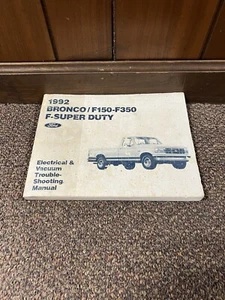 1992
BRONCO/F150-F350
F-SUPER DUTY
Ford
Electrical &
Vacuum
Trouble-
Shooting
Manual